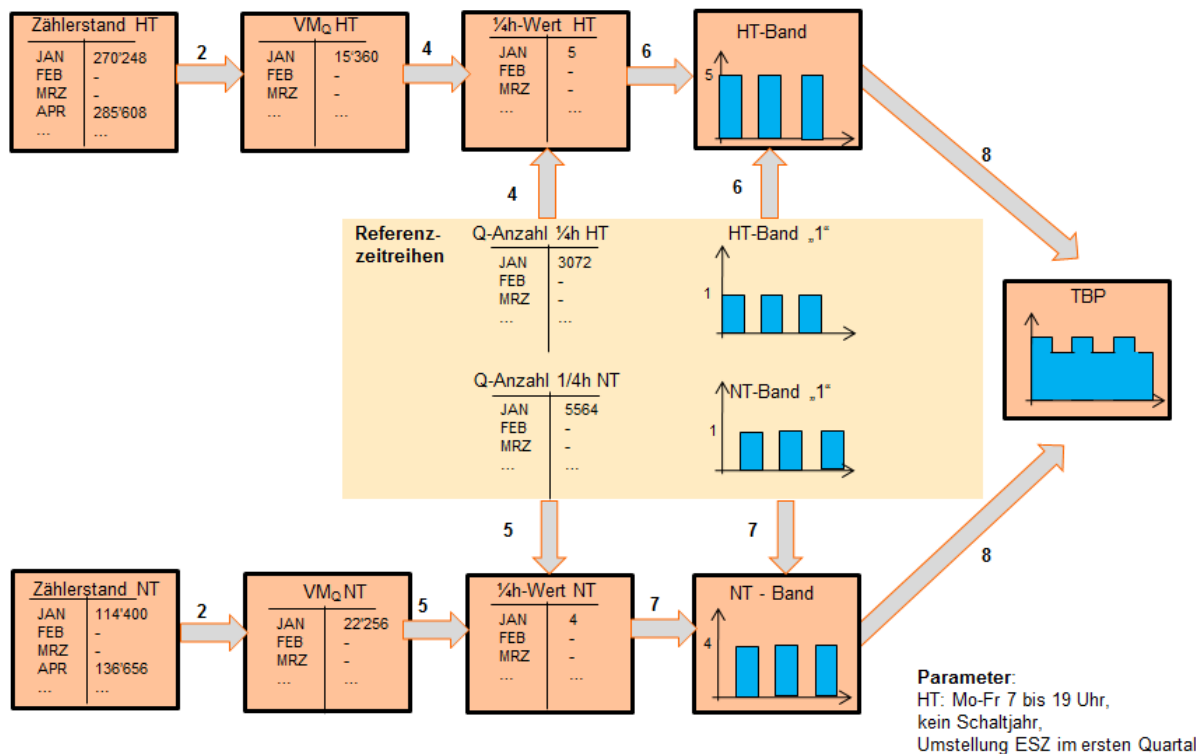 Zählerstand HT
JAN 270'248
FEB -
MRZ -
APR 285'608
... ...
2
VMQ HT
JAN 15'360
FEB -
MRZ -
... ...
4
¼h-Wert HT
JAN 5
FEB -
MRZ -
... ...
6
HT-Band
5
8
4
6
Referenz-
zeitreihen
Q-Anzahl ¼h HT
JAN 3072
FEB -
MRZ -
... ...
HT-Band „1“
1
TBP
Q-Anzahl 1/4h NT
JAN 5564
FEB -
MRZ -
... ...
NT-Band „1“
1
5
7
8
Zählerstand NT
JAN 114'400
FEB -
MRZ -
APR 136'656
... ...
2
VMQ NT
JAN 22'256
FEB -
MRZ -
... ...
5
¼h-Wert NT
JAN 4
FEB -
MRZ -
... ...
7
NT - Band
4
Parameter:
HT: Mo-Fr 7 bis 19 Uhr,
kein Schaltjahr,
Umstellung ESZ im ersten Quartal